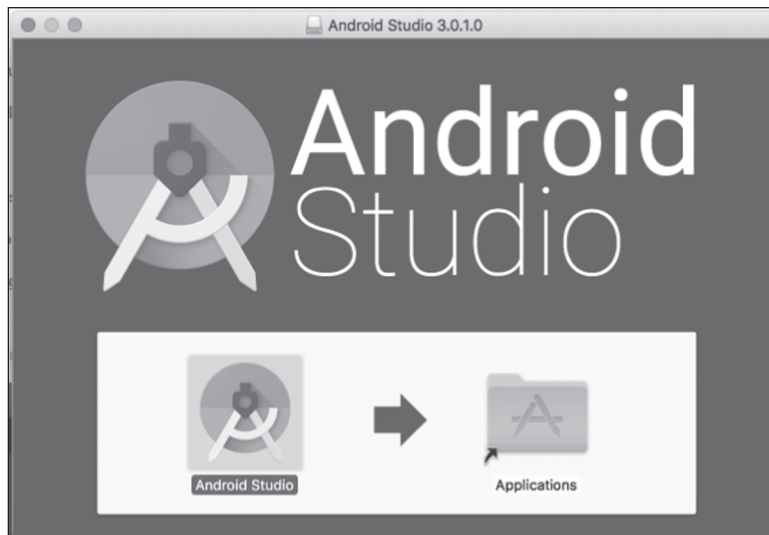 Android Studio 3.0.1.0
Android
Studio
Android Studio
Applications